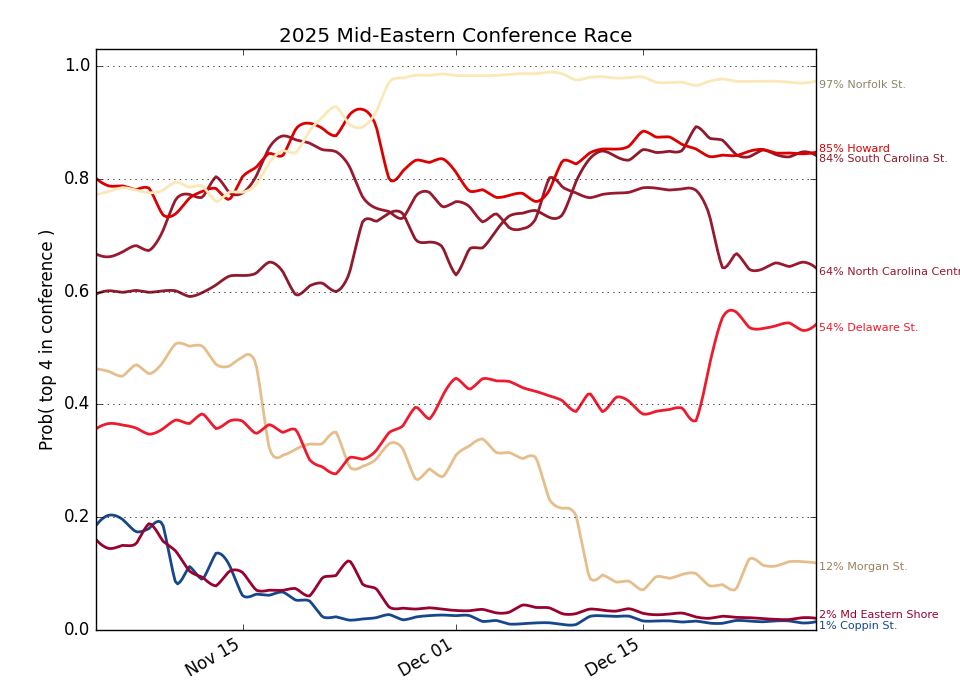 2025 Mid-Eastern Conference Race
Prob( top 4 in conference )
1.0
0.8
0.6
0.4
0.2
0.0
Nov 15
Dec 01
Dec 15
97% Norfolk St.
85% Howard
84% South Carolina St.
64% North Carolina Centr
54% Delaware St.
12% Morgan St.
2% Md Eastern Shore
1% Coppin St.